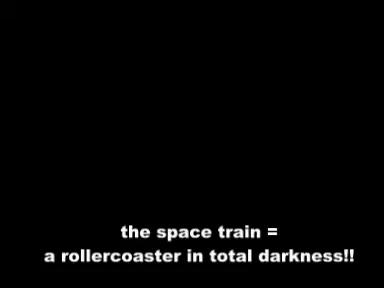 the space train =
a rollercoaster in total darkness!!